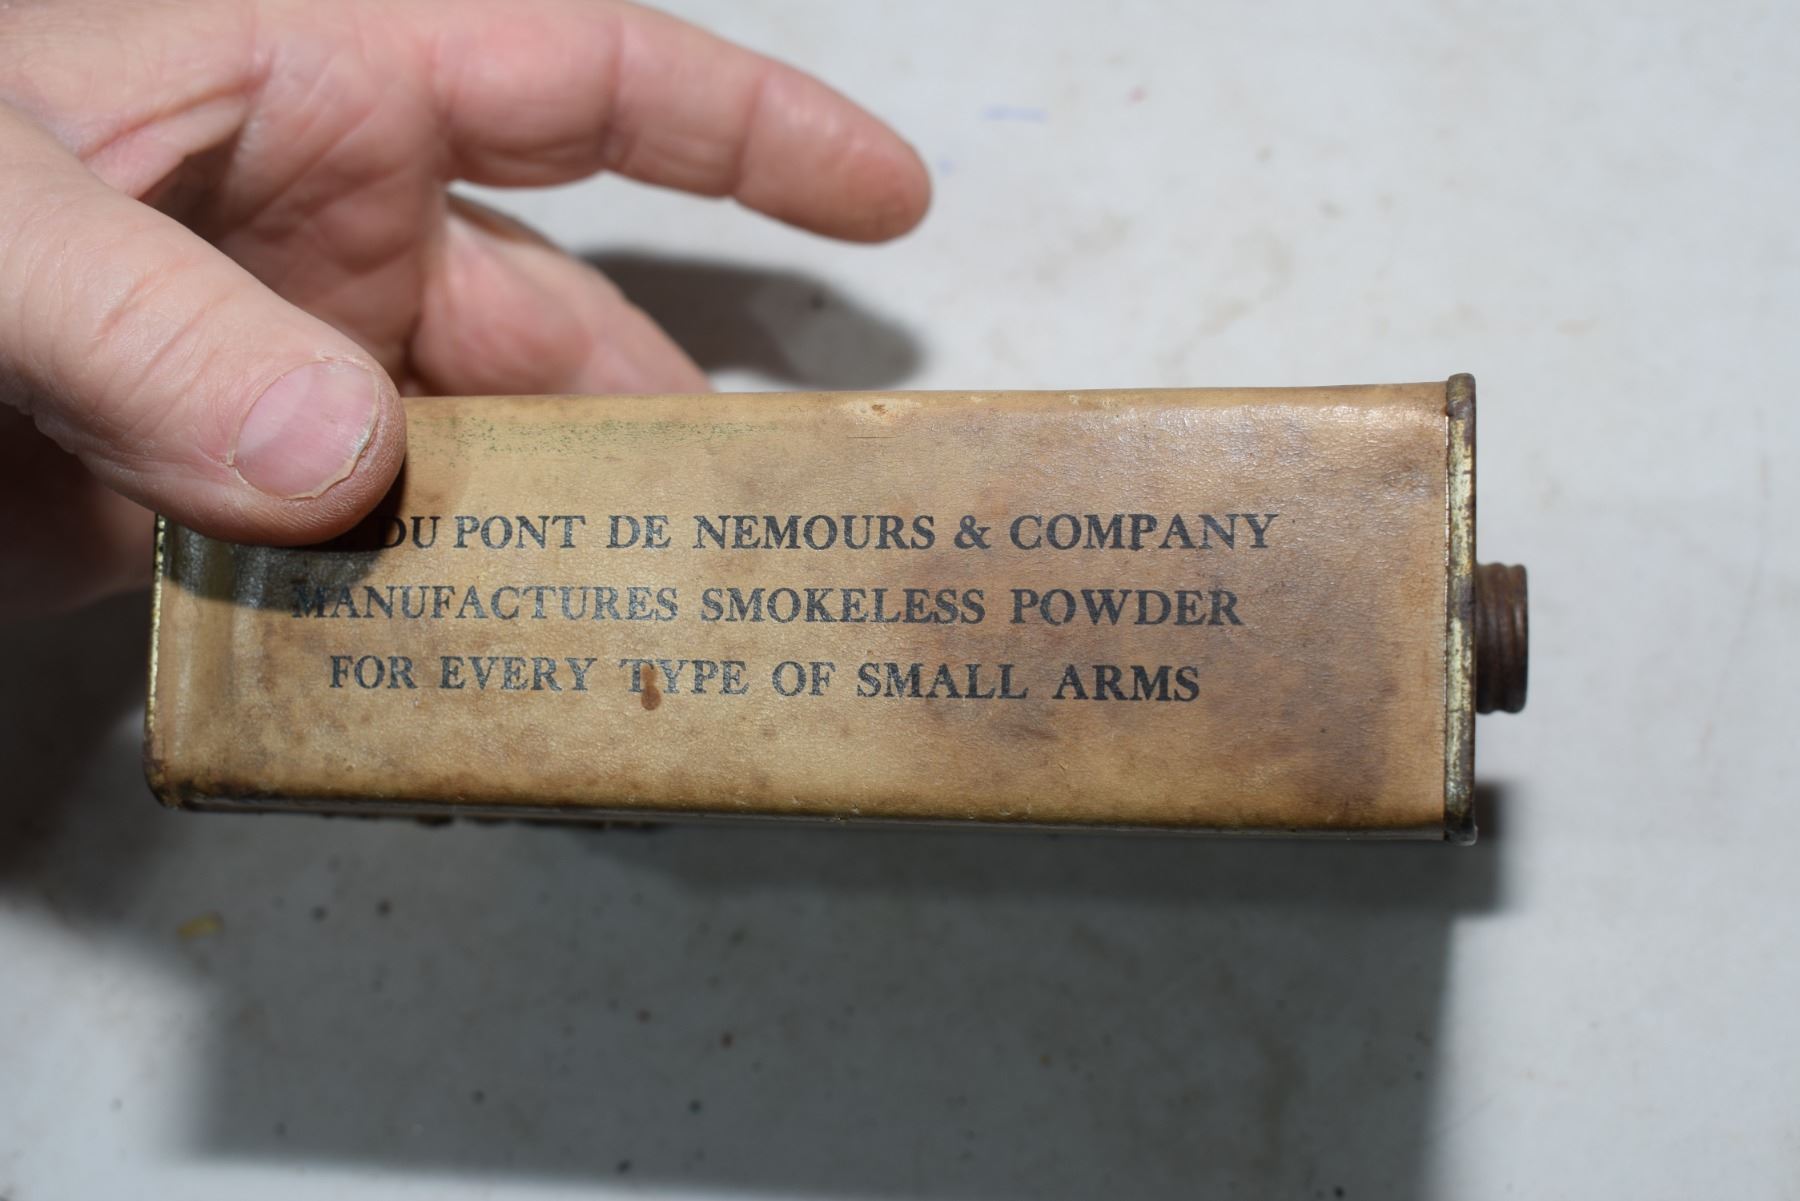 DU PONT DE NEMOURS & COMPANY
MANUFACTURES SMOKELESS POWDER
FOR EVERY TYPE OF SMALL ARMS